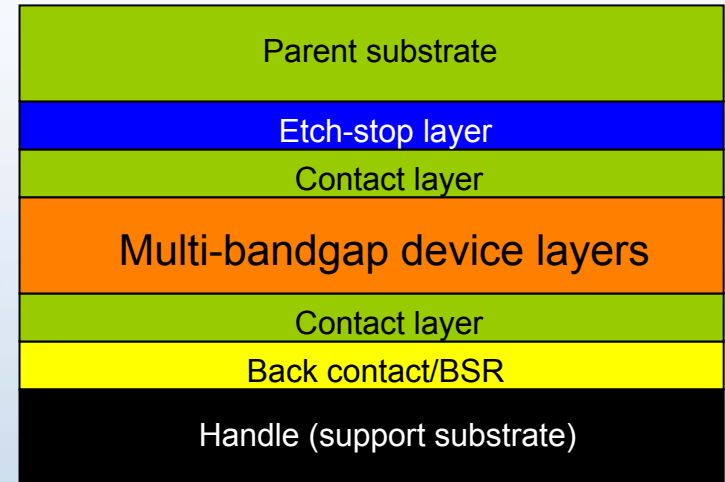 Parent substrate
Etch-stop layer
Contact layer
Multi-bandgap device layers
Contact layer
Back contact/BSR
Handle (support substrate)